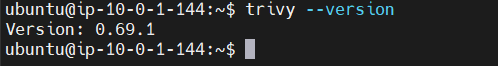 ubuntu@ip-10-0-1-144:~$ trivy --version
Version: 0.69.1
ubuntu@ip-10-0-1-144:~$